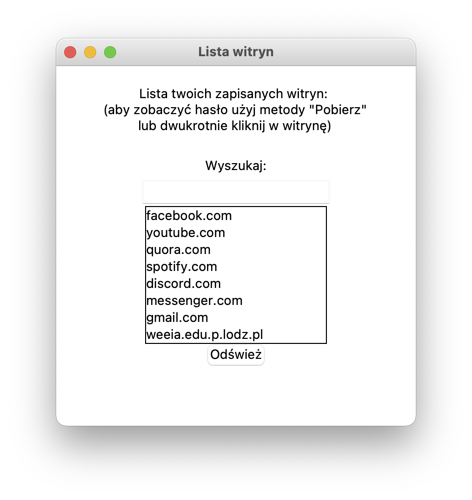 Lista witryn
Lista twoich zapisanych witryn:
(aby zobaczyć hasło użyj metody "Pobierz"
lub dwukrotnie kliknij w witrynę)
Wyszukaj:
facebook.com
youtube.com
quora.com
spotify.com
discord.com
messenger.com
gmail.com
weeia.edu.p.lodz.pl
Odśwież